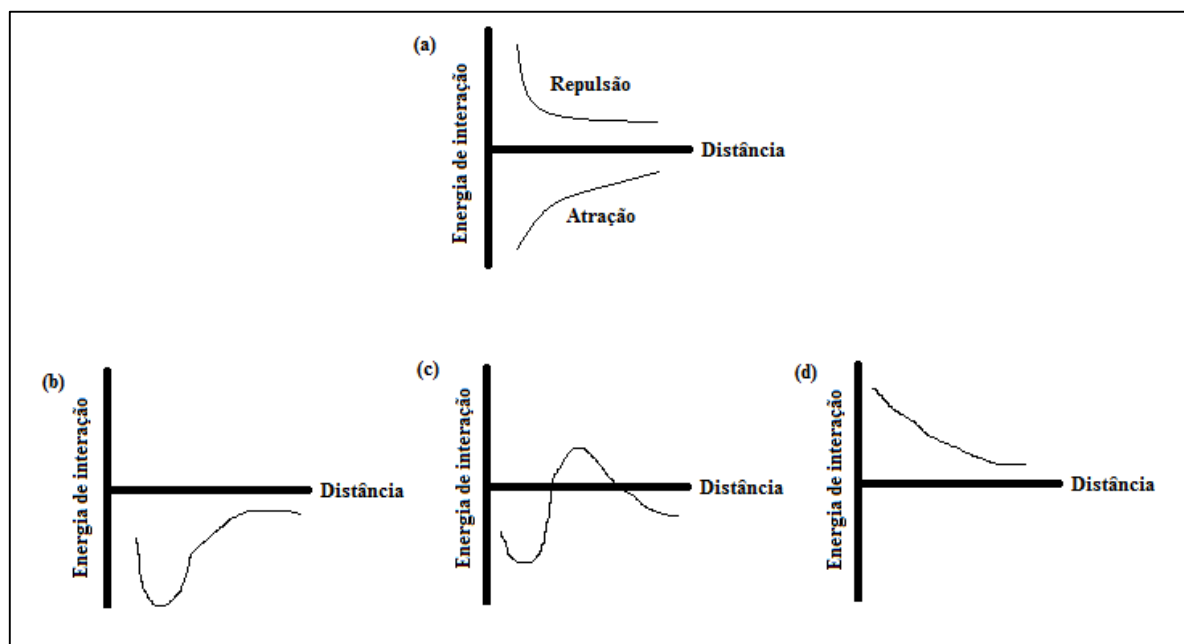 (a)
Energia de interação
Repulsão
Distância
Atração
(b)
Energia de interação
Distância
(c)
Energia de interação
Distância
(d)
Energia de interação
Distância